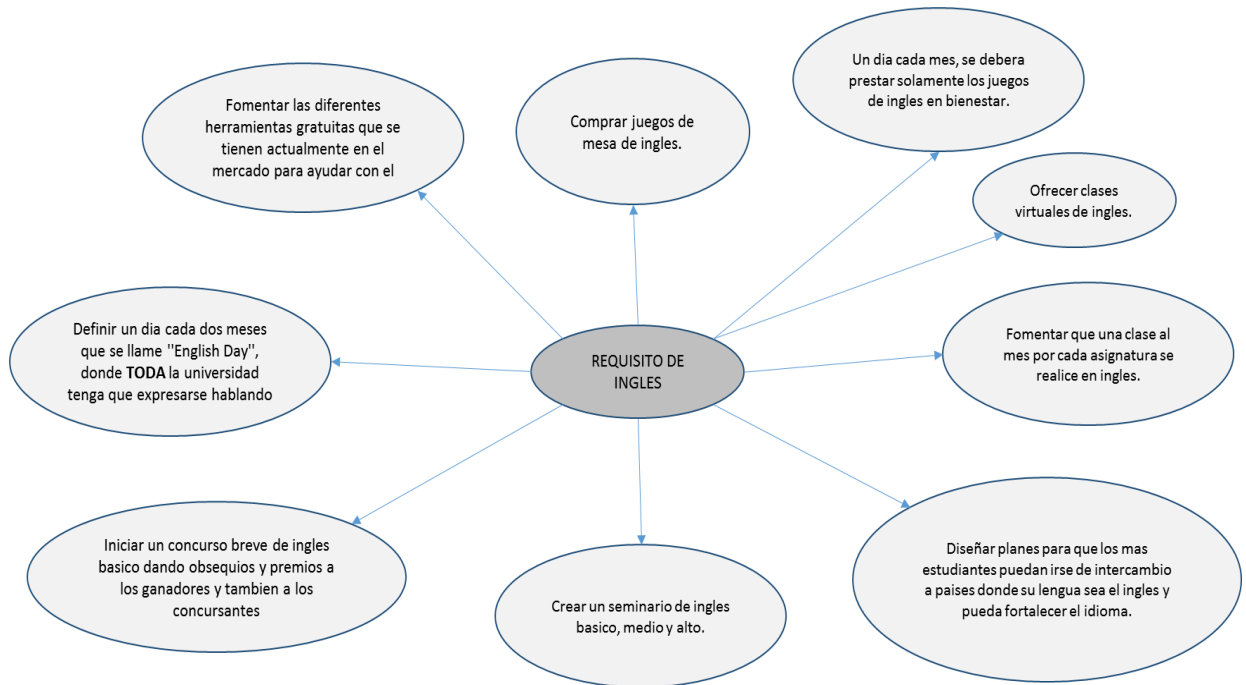 Fomentar las diferentes
herramientas gratuitas que se
tienen actualmente en el
mercado para ayudar con el
Comprar juegos de
mesa de ingles.
Un dia cada mes, se debera
prestar solamente los juegos
de ingles en bienestar.
Ofrecer clases
virtuales de ingles.
Definir un dia cada dos meses
que se llame "English Day",
donde TODA la universidad
tenga que expresarse hablando
REQUISITO DE
INGLES
Fomentar que una clase al
mes por cada asignatura se
realice en ingles.
Iniciar un concurso breve de ingles
basico dando obsequios y premios a
los ganadores y tambien a los
concursantes
Crear un seminario de ingles
basico, medio y alto.
Diseñar planes para que los mas
estudiantes puedan irse de intercambio
a paises donde su lengua sea el ingles y
pueda fortalecer el idioma.